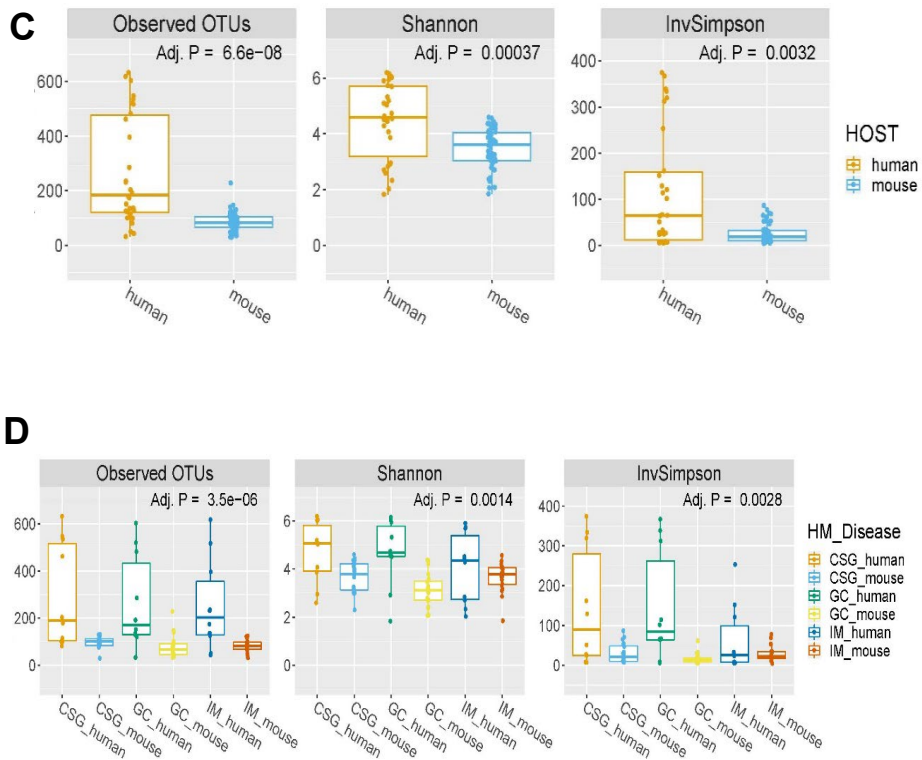 C
Observed OTUs
Shannon
InvSimpson
Adj. P = 6.6e−08
Adj. P = 0.00037
Adj. P = 0.0032
600
400
200
0
6
4
2
0
400
300
200
100
0
human
mouse
human
mouse
human
mouse
HOST
human
mouse
D
Observed OTUs
Shannon
InvSimpson
Adj. P = 3.5e−06
Adj. P = 0.0014
Adj. P = 0.0028
600
400
200
0
6
4
2
0
400
300
200
100
0
CSG_human
CSG_mouse
GC_human
GC_mouse
IM_human
IM_mouse
CSG_human
CSG_mouse
GC_human
GC_mouse
IM_human
IM_mouse
CSG_human
CSG_mouse
GC_human
GC_mouse
IM_human
IM_mouse
HM_Disease
CSG_human
CSG_mouse
GC_human
GC_mouse
IM_human
IM_mouse